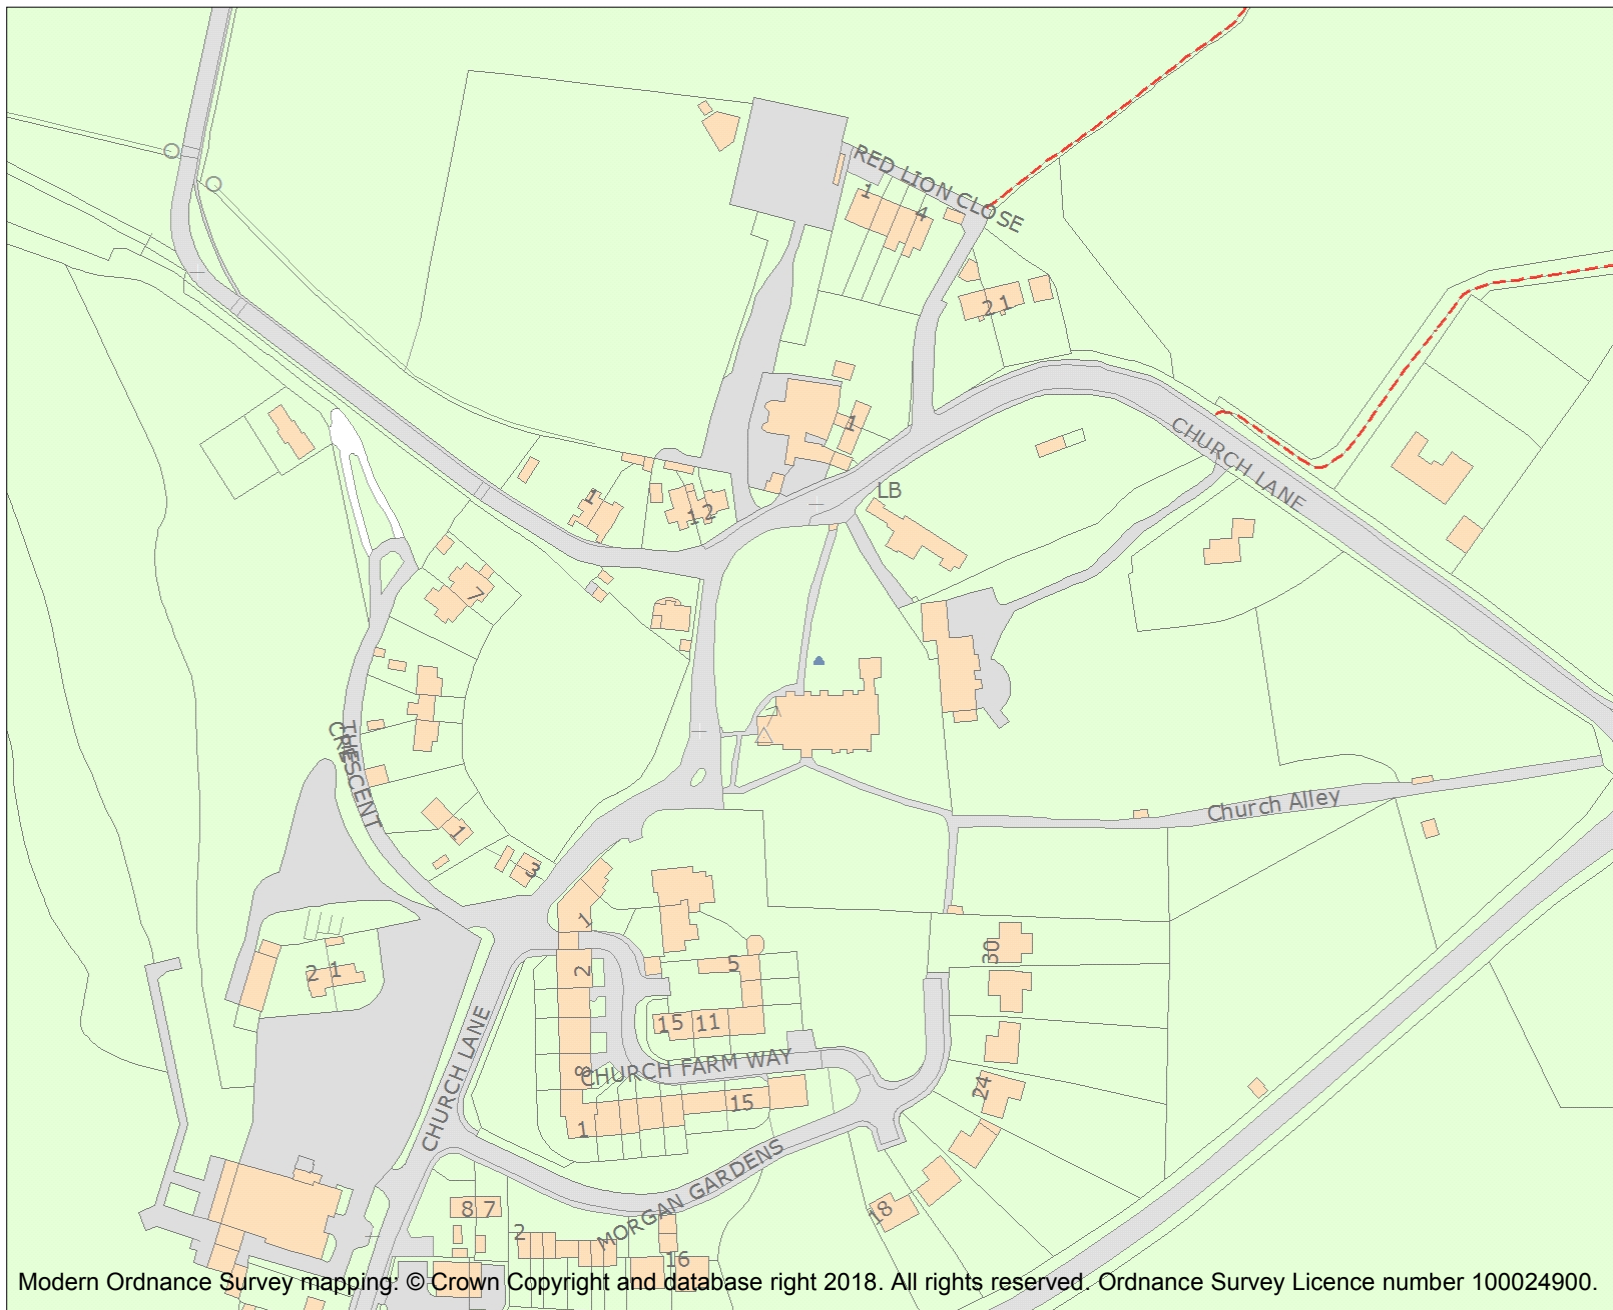 RED LION CLOSE
1
4
2 1
CHURCH LANE
1
LB
1
1 2
7
THE
CRESCENT
1
3
Church Alley
1
2
5
30
2 1
15 11
CHURCH LANE
8
CHURCH FARM WAY
24
15
1
MORGAN GARDENS
18
8 7
2
16
Modern Ordnance Survey mapping: © Crown Copyright and database right 2018. All rights reserved. Ordnance Survey Licence number 100024900.